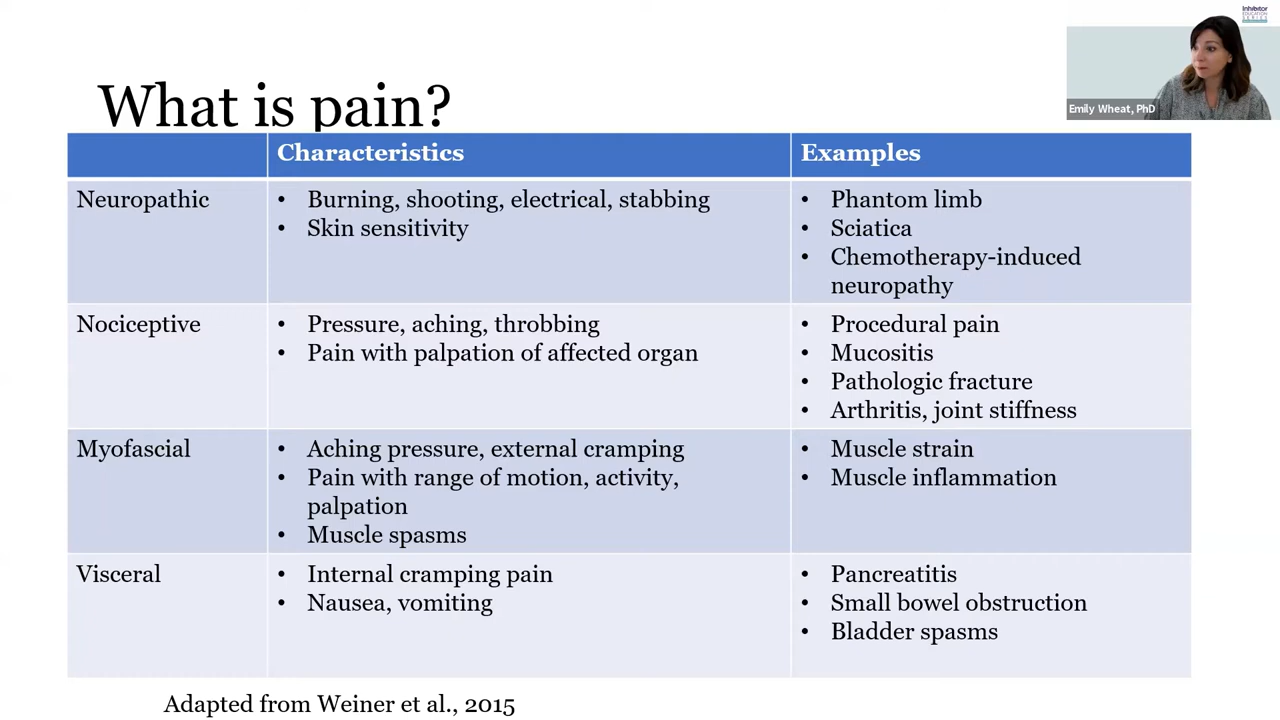 Inhibitor
EDUCATION
SERIES
Emily Wheat, PhD
What is pain?
Characteristics
Examples
Neuropathic
• Burning, shooting, electrical, stabbing
• Skin sensitivity
• Phantom limb
• Sciatica
• Chemotherapy-induced
neuropathy
Nociceptive
• Pressure, aching, throbbing
• Pain with palpation of affected organ
• Procedural pain
• Mucositis
• Pathologic fracture
• Arthritis, joint stiffness
Myofascial
• Aching pressure, external cramping
• Pain with range of motion, activity,
palpation
• Muscle spasms
• Muscle strain
• Muscle inflammation
Visceral
• Internal cramping pain
• Nausea, vomiting
• Pancreatitis
• Small bowel obstruction
• Bladder spasms
Adapted from Weiner et al., 2015